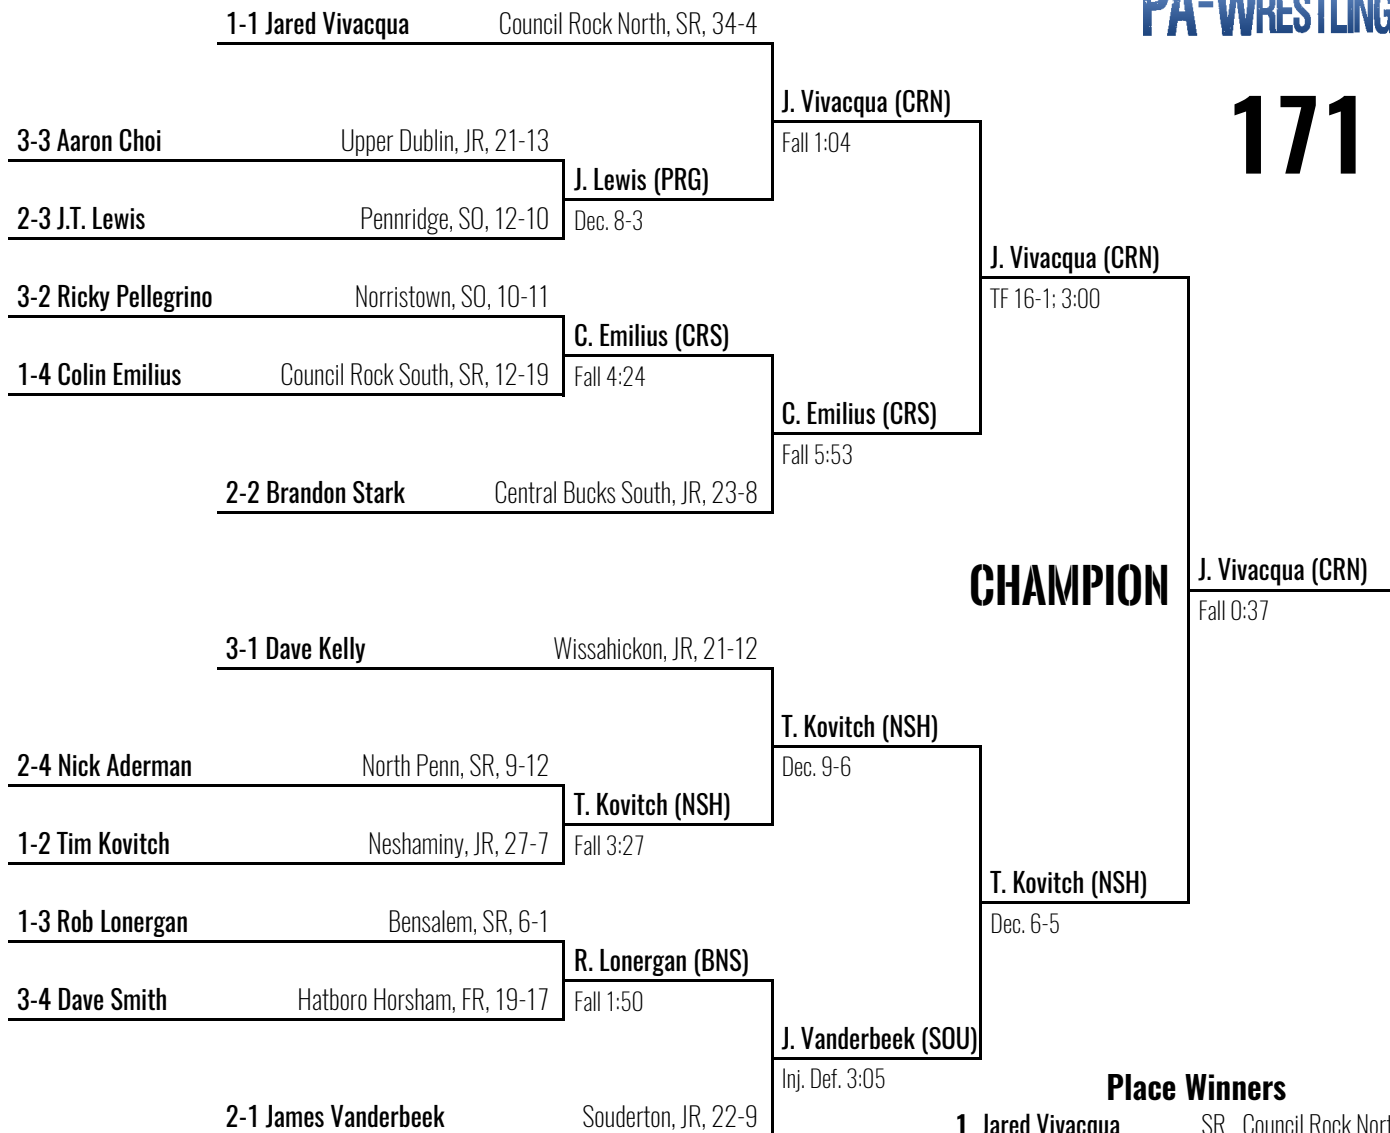 1-1 Jared Vivacqua Council Rock North, SR, 34-4
PA-WRESTLING
171
J. Vivacqua (CRN)
Fall 1:04
3-3 Aaron Choi Upper Dublin, JR, 21-13
J. Lewis (PRG)
Dec. 8-3
2-3 J.T. Lewis Pennridge, SO, 12-10
J. Vivacqua (CRN)
TF 16-1; 3:00
3-2 Ricky Pellegrino Norristown, SO, 10-11
C. Emilius (CRS)
Fall 4:24
1-4 Colin Emilius Council Rock South, SR, 12-19
C. Emilius (CRS)
Fall 5:53
2-2 Brandon Stark Central Bucks South, JR, 23-8
CHAMPION
J. Vivacqua (CRN)
Fall 0:37
3-1 Dave Kelly Wissahickon, JR, 21-12
T. Kovitch (NSH)
Dec. 9-6
2-4 Nick Aderman North Penn, SR, 9-12
T. Kovitch (NSH)
Fall 3:27
1-2 Tim Kovitch Neshaminy, JR, 27-7
T. Kovitch (NSH)
Dec. 6-5
1-3 Rob Lonergan Bensalem, SR, 6-1
R. Lonergan (BNS)
Fall 1:50
3-4 Dave Smith Hatboro Horsham, FR, 19-17
J. Vanderbeek (SOU)
Inj. Def. 3:05
2-1 James Vanderbeek Souderton, JR, 22-9
Place Winners
1 Jared Vivacqua SR Council Rock Nort